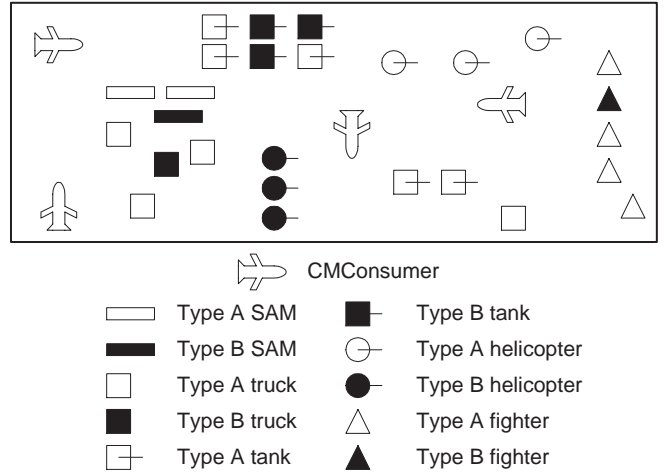 CMConsumer
Type A SAM
Type B SAM
Type A truck
Type B truck
Type A tank
Type B tank
Type A helicopter
Type B helicopter
Type A fighter
Type B fighter